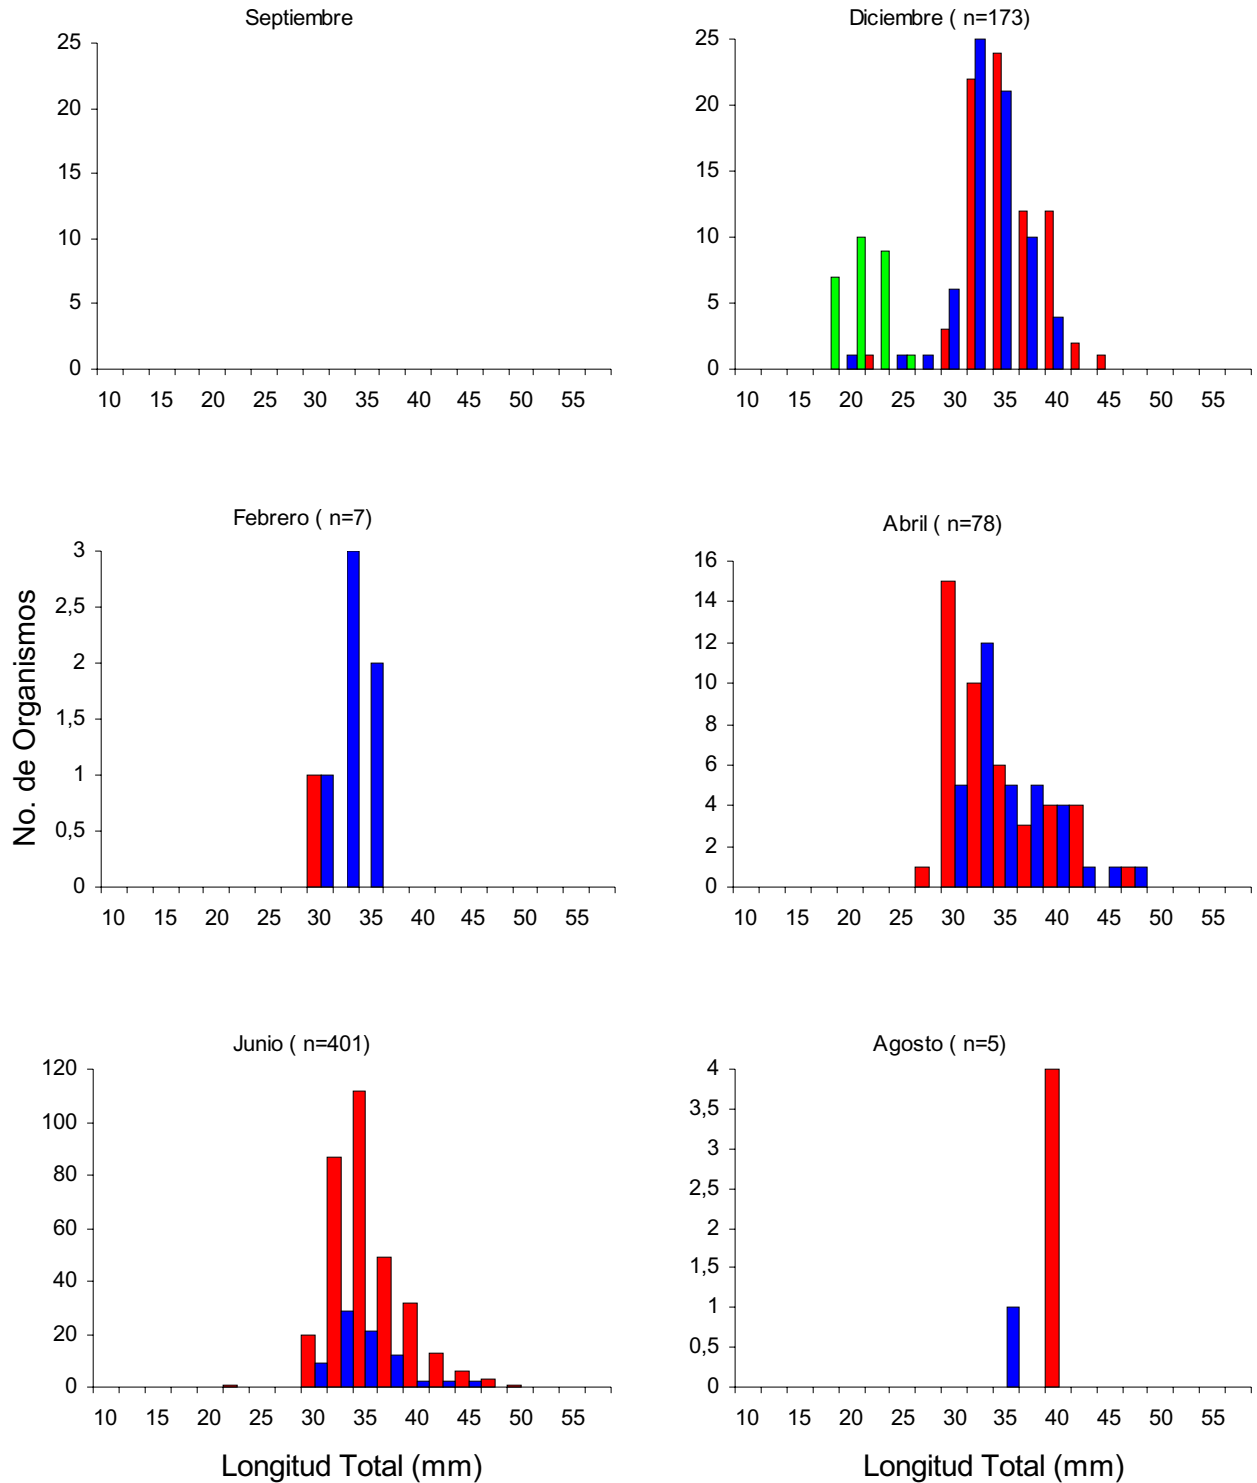 Septiembre
25
20
15
10
5
0
10 15 20 25 30 35 40 45 50 55
Diciembre ( n=173)
25
20
15
10
5
0
10 15 20 25 30 35 40 45 50 55
No. de Organismos
Febrero ( n=7)
3
2,5
2
1,5
1
0,5
0
10 15 20 25 30 35 40 45 50 55
Abril ( n=78)
16
14
12
10
8
6
4
2
0
10 15 20 25 30 35 40 45 50 55
Junio ( n=401)
120
100
80
60
40
20
0
10 15 20 25 30 35 40 45 50 55
Longitud Total (mm)
Agosto ( n=5)
4
3,5
3
2,5
2
1,5
1
0,5
0
10 15 20 25 30 35 40 45 50 55
Longitud Total (mm)